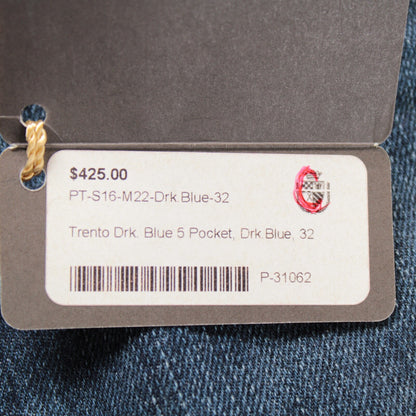 $425.00
PT-S16-M22-Drk.Blue-32
Trento Drk. Blue 5 Pocket, Drk.Blue, 32
P-31062